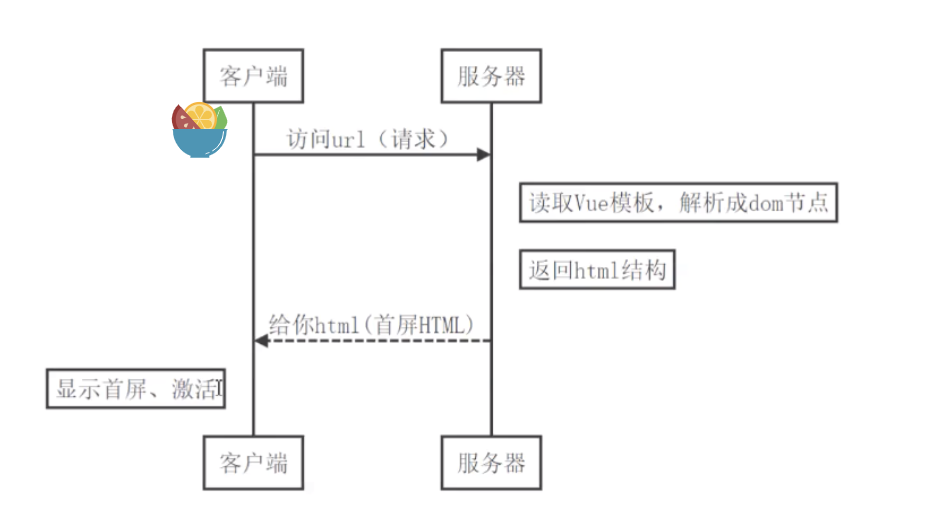 客户端
服务器
访问url（请求）
读取Vue模板，解析成dom节点
返回html结构
给你html(首屏HTML)
显示首屏、激活
客户端
服务器